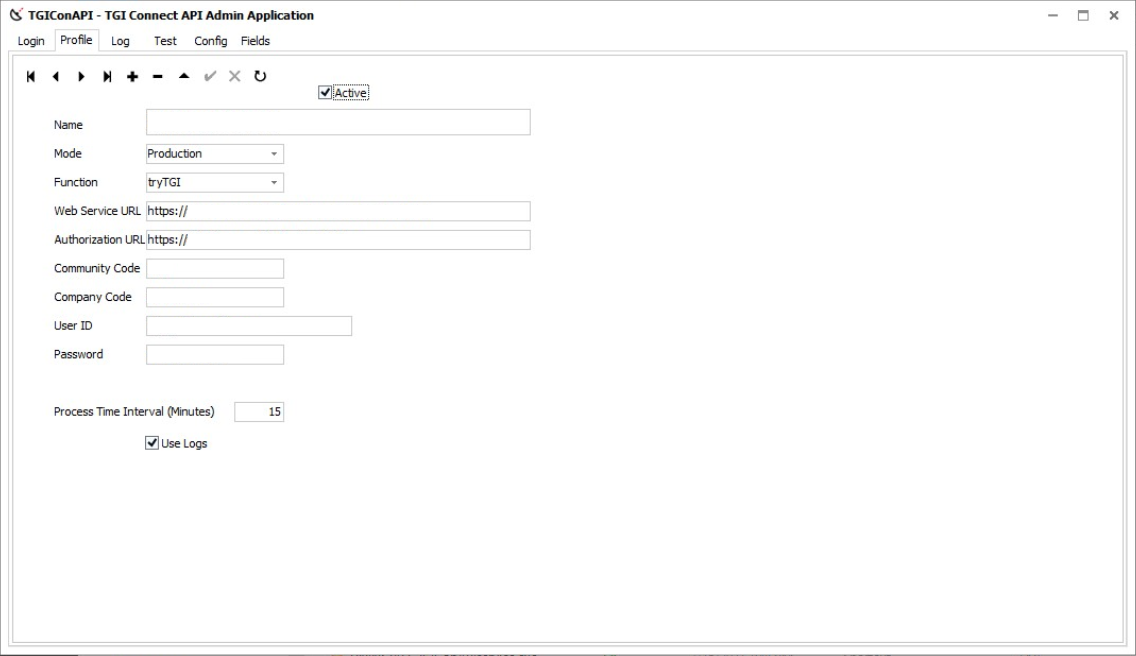 TGIConAPI - TGI Connect API Admin Application
Login Profile Log Test Config Fields
Active
Name
Mode Production
Function tryTGI
Web Service URL https://
Authorization URL https://
Community Code
Company Code
User ID
Password
Process Time Interval (Minutes) 15
Use Logs